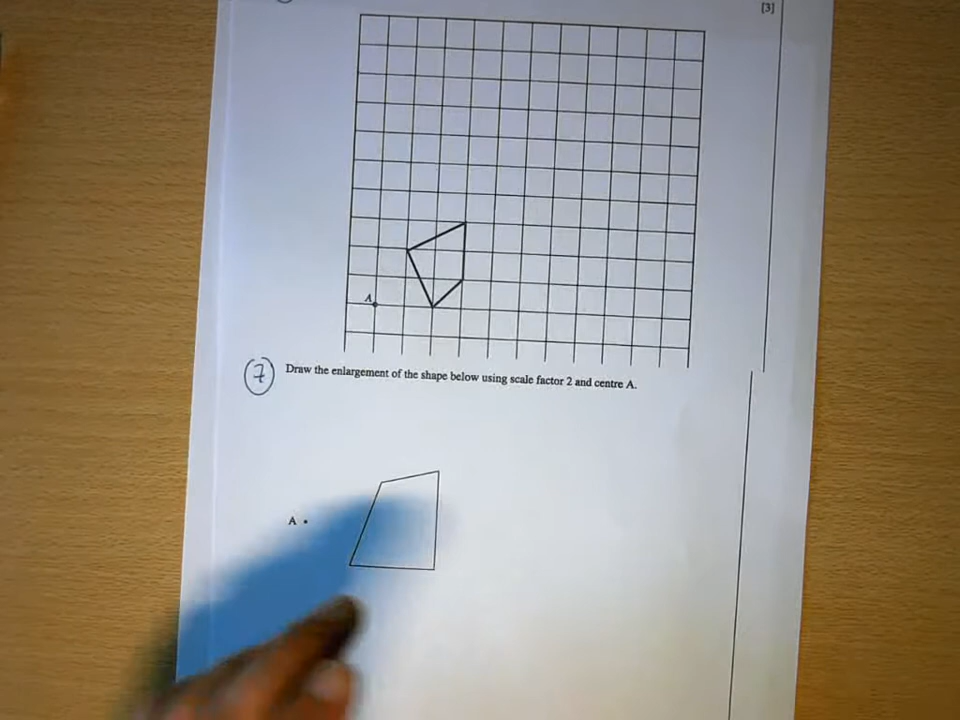 [3]
A
7
Draw the enlargement of the shape below using scale factor 2 and centre A.
A